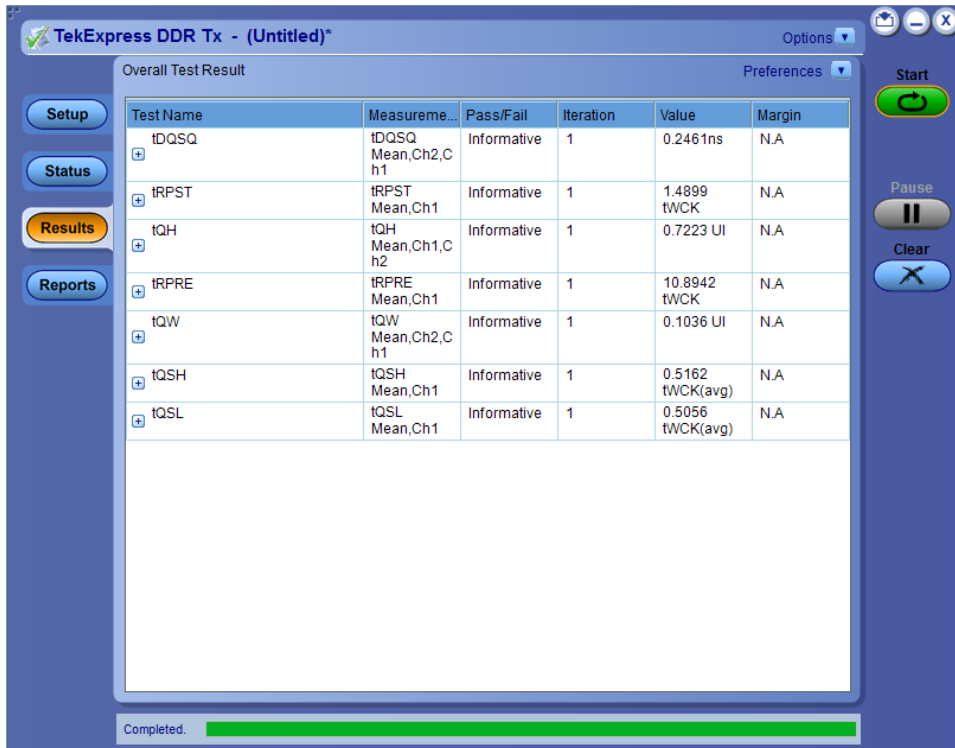 TekExpress DDR Tx - (Untitled)*
Options
Overall Test Result
Preferences
Start
Setup
Status
Results
Reports
Pause
Clear
Test Name Measureme... Pass/Fail Iteration Value Margin
tDQSQ tDQSQ Informative 1 0.2461ns N.A
Mean,Ch2,C
h1
tRPST tRPST Informative 1 1.4899 N.A
Mean,Ch1 tWCK
tQH tQH Informative 1 0.7223 UI N.A
Mean,Ch1,C
h2
tRPRE tRPRE Informative 1 10.8942 N.A
Mean,Ch1 tWCK
tQW tQW Informative 1 0.1036 UI N.A
Mean,Ch2,C
h1
tQSH tQSH Informative 1 0.5162 N.A
Mean,Ch1 tWCK(avg)
tQSL tQSL Informative 1 0.5056 N.A
Mean,Ch1 tWCK(avg)
Completed.